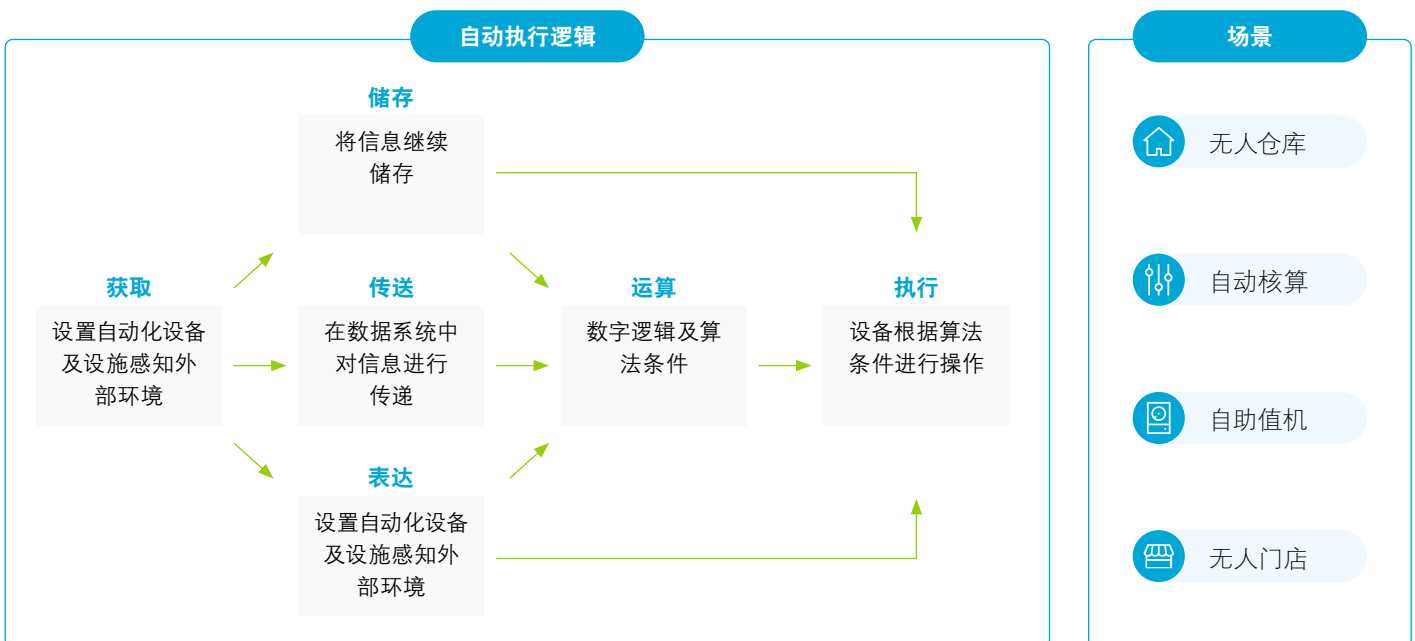 自动执行逻辑
储存
将信息继续
储存
获取
设置自动化设备
及设施感知外
部环境
传送
在数据系统中
对信息进行
传递
运算
数字逻辑及算
法条件
执行
设备根据算法
条件进行操作
表达
设置自动化设备
及设施感知外
部环境
场景
无人仓库
自动核算
自助值机
无人门店